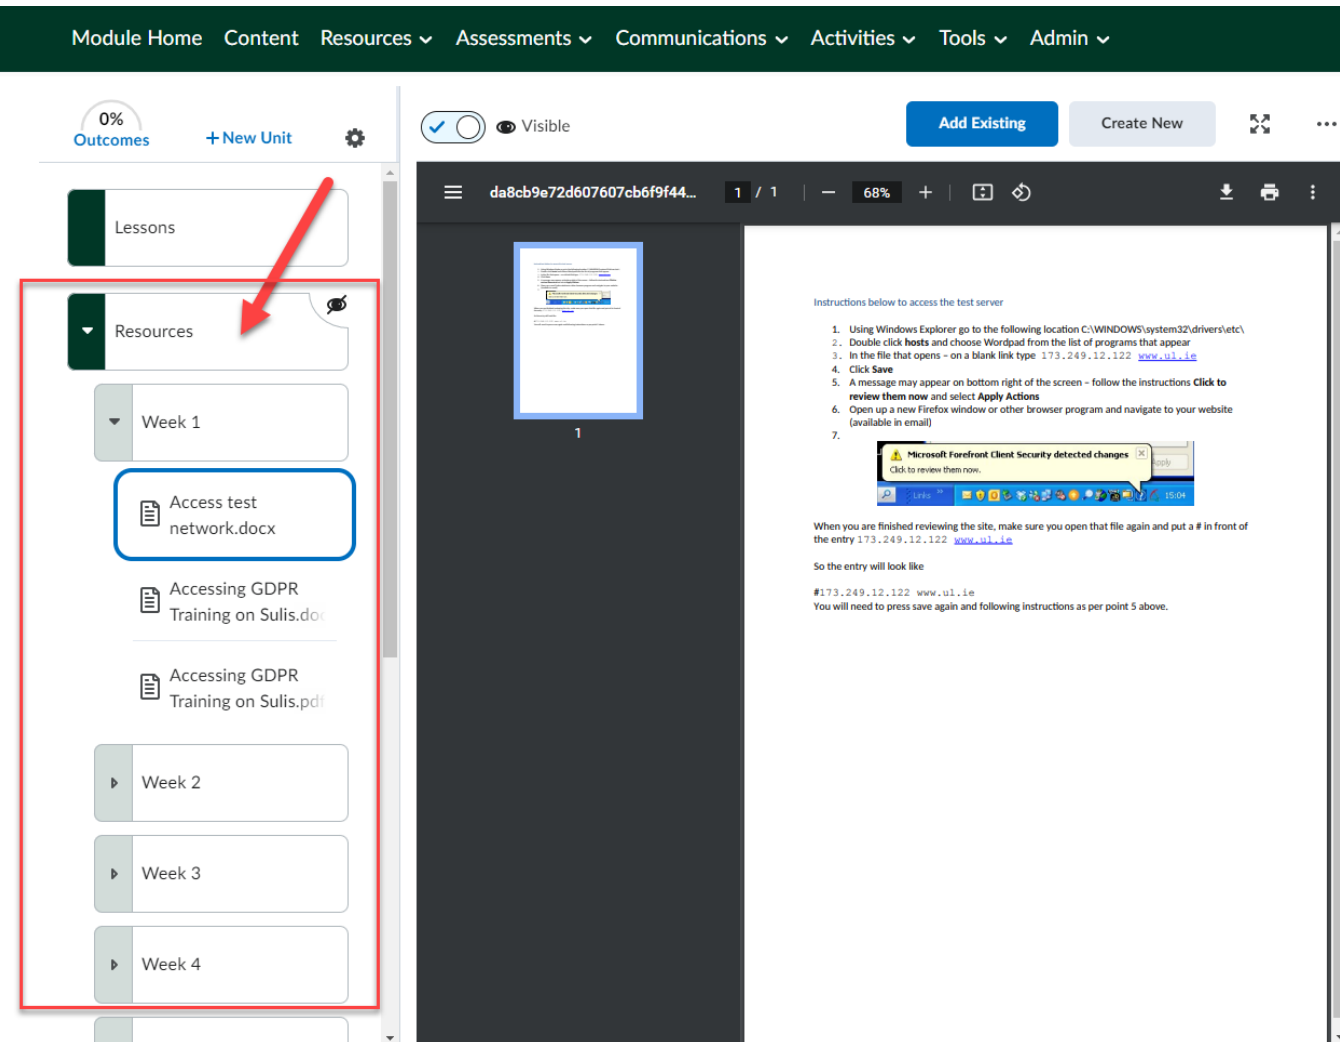 Module Home Content Resources Assessments Communications Activities Tools Admin
0%
Outcomes
+ New Unit
Visible
Add Existing
Create New
Lessons
Resources
Week 1
Access test
network.docx
Accessing GDPR
Training on Sulis.do
Accessing GDPR
Training on Sulis.pdf
Week 2
Week 3
Week 4
da8cb9e72d607607cb6f9f44...
1 / 1
68%
1
Instructions below to access the test server
1. Using Windows Explorer go to the following location C:\WINDOWS\system32\drivers\etc\
2. Double click hosts and choose Wordpad from the list of programs that appear
3. In the file that opens – on a blank link type 173.249.12.122 www.ul.ie
4. Click Save
5. A message may appear on bottom right of the screen – follow the instructions Click to
review them now and select Apply Actions
6. Open up a new Firefox window or other browser program and navigate to your website
(available in email)
7.
Microsoft Forefront Client Security detected changes
Click to review them now.
Apply
Links
15:04
When you are finished reviewing the site, make sure you open that file again and put a # in front of
the entry 173.249.12.122 www.ul.ie
So the entry will look like
#173.249.12.122 www.ul.ie
You will need to press save again and following instructions as per point 5 above.